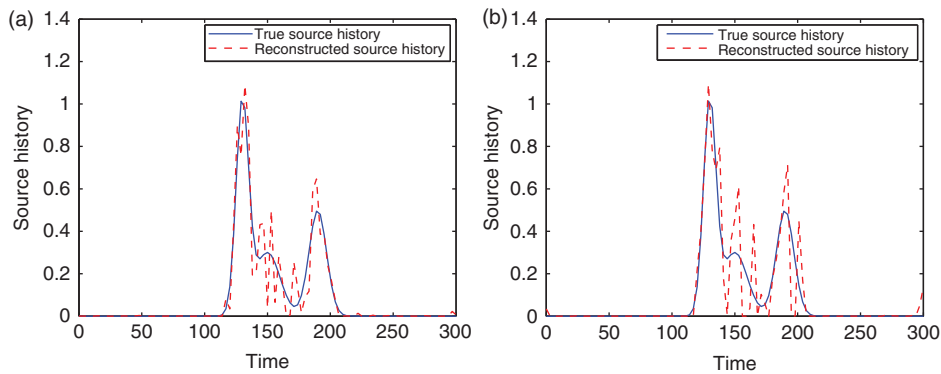 (a)
1.4
1.2
1
0.8
0.6
0.4
0.2
0
Source history
True source history
Reconstructed source history
0 50 100 150 200 250 300
Time
(b)
1.4
1.2
1
0.8
0.6
0.4
0.2
0
Source history
True source history
Reconstructed source history
0 50 100 150 200 250 300
Time